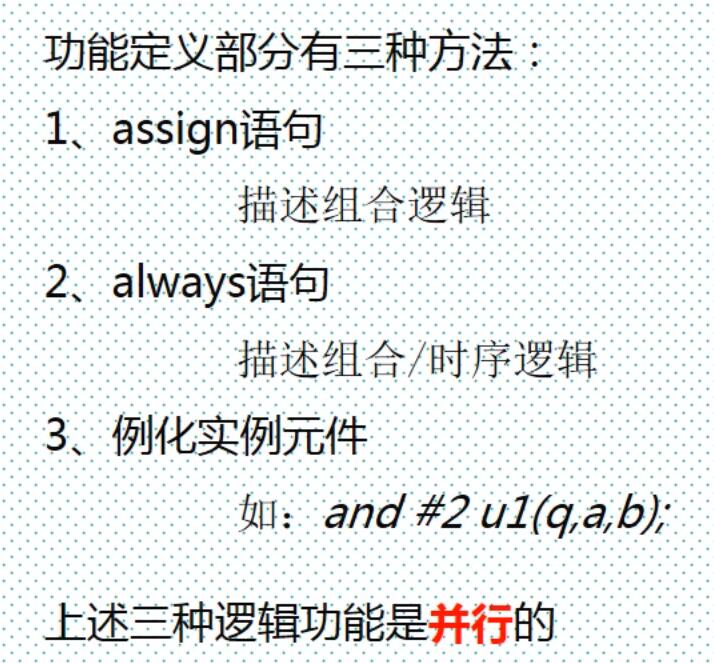 功能定义部分有三种方法：
1、assign语句
描述组合逻辑
2、always语句
描述组合/时序逻辑
3、例化实例元件
如：and #2 u1(q,a,b);
上述三种逻辑功能是并行的